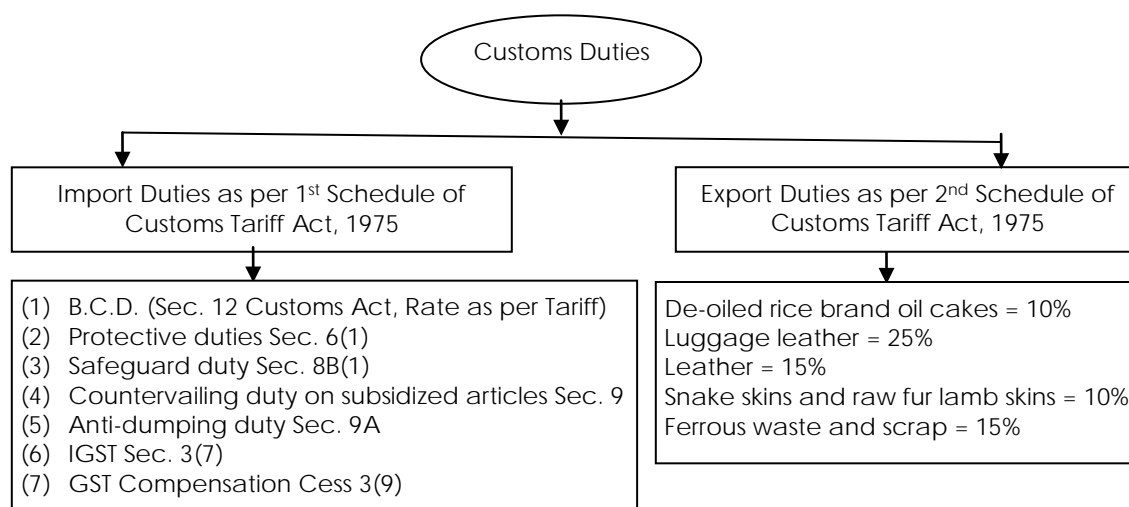 Customs Duties
Import Duties as per 1st Schedule of
Customs Tariff Act, 1975
Export Duties as per 2nd Schedule of
Customs Tariff Act, 1975
(1) B.C.D. (Sec. 12 Customs Act, Rate as per Tariff)
(2) Protective duties Sec. 6(1)
(3) Safeguard duty Sec. 8B(1)
(4) Countervailing duty on subsidized articles Sec. 9
(5) Anti-dumping duty Sec. 9A
(6) IGST Sec. 3(7)
(7) GST Compensation Cess 3(9)
De-oiled rice brand oil cakes = 10%
Luggage leather = 25%
Leather = 15%
Snake skins and raw fur lamb skins = 10%
Ferrous waste and scrap = 15%